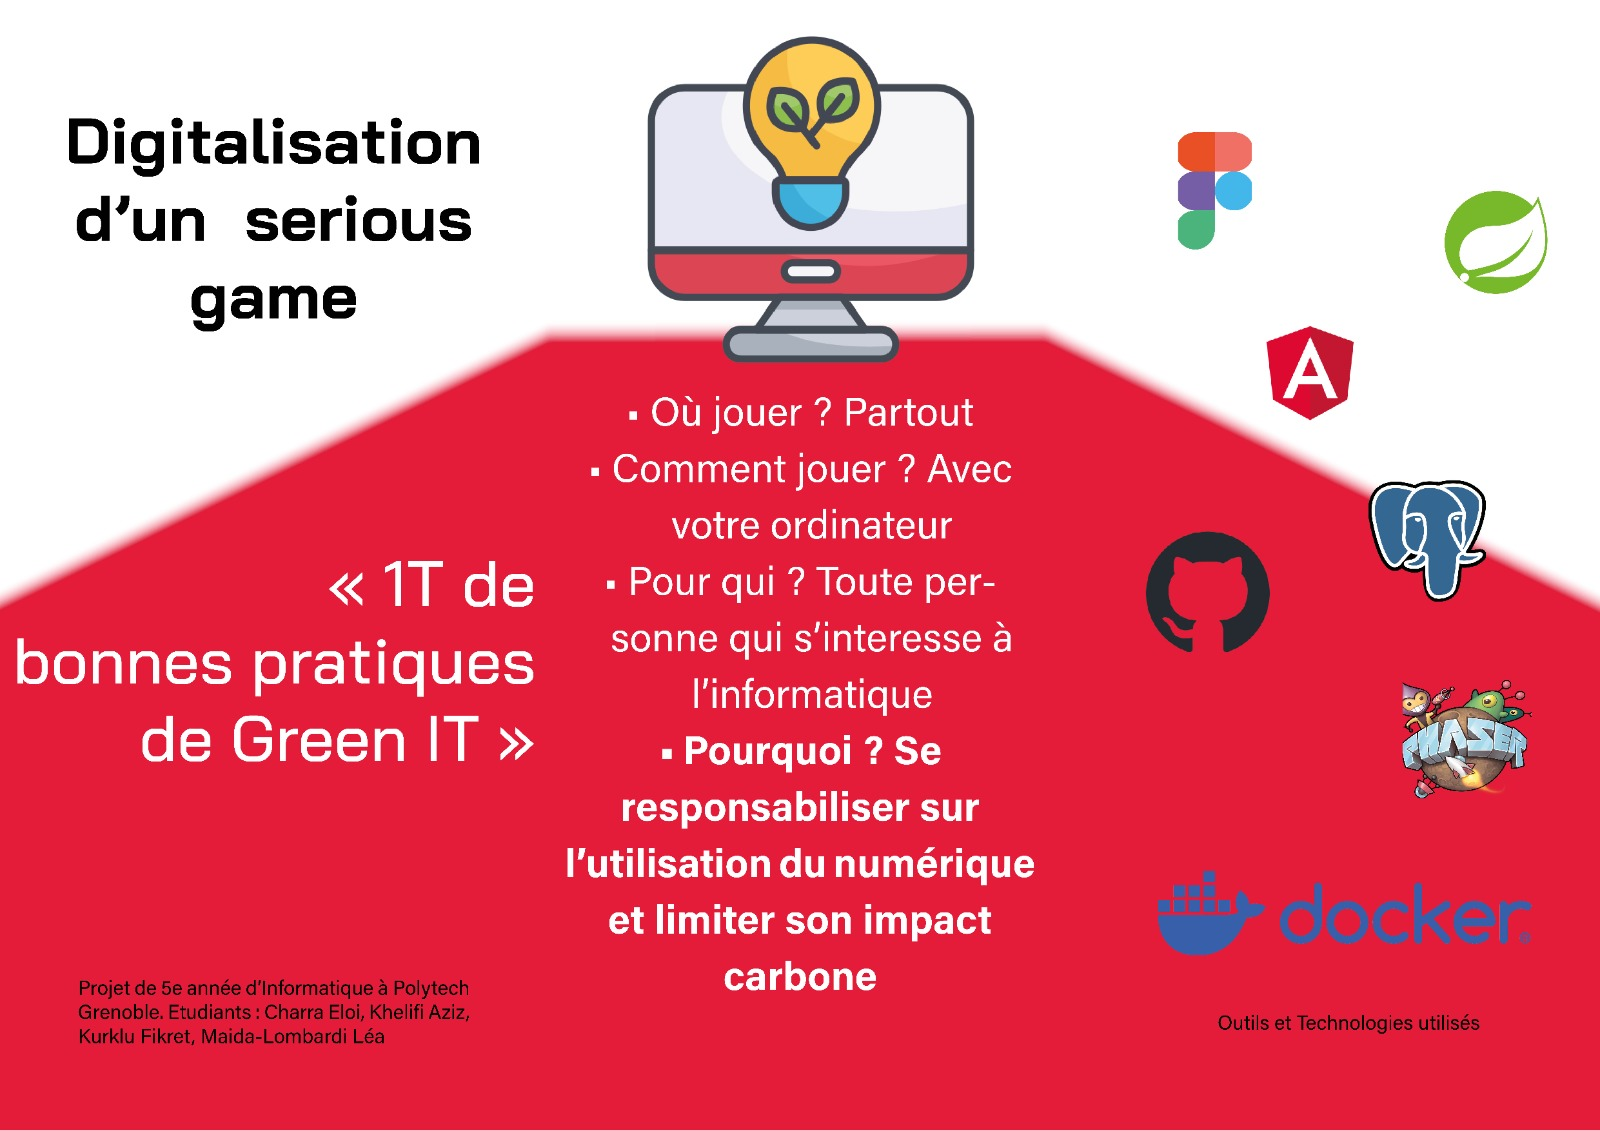 Digitalisation
d’un serious
game
« 1T de
bonnes pratiques
de Green IT »
▪ Où jouer ? Partout
▪ Comment jouer ? Avec
votre ordinateur
▪ Pour qui ? Toute per-
sonne qui s’interesse à
l’informatique
▪ Pourquoi ? Se
responsabiliser sur
l’utilisation du numérique
et limiter son impact
carbone
Projet de 5e année d’Informatique à Polytech
Grenoble. Etudiants : Charra Eloi, Khelifi Aziz,
Kurklu Fikret, Maida-Lombardi Léa
A
PHASER
docker®
Outils et Technologies utilisés